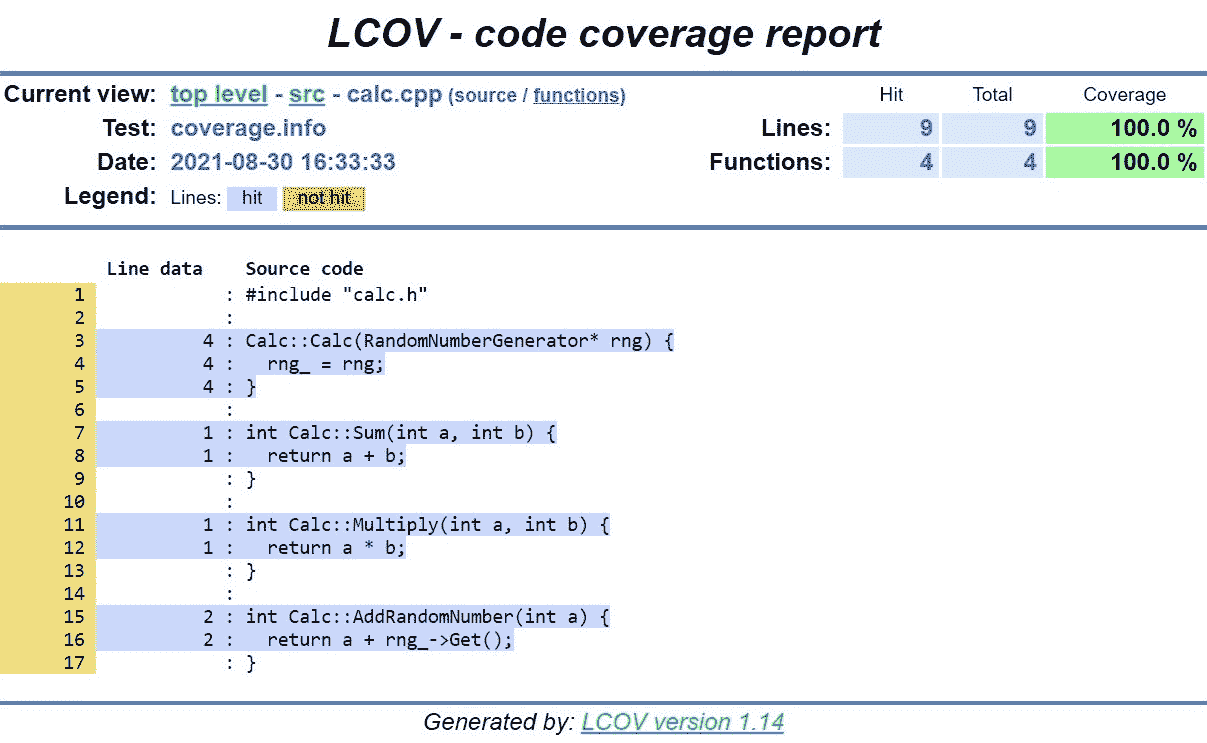 LCOV - code coverage report
Current view: top level - src - calc.cpp (source / functions) Hit Total Coverage
Test: coverage.info Lines: 9 9 100.0 %
Date: 2021-08-30 16:33:33 Functions: 4 4 100.0 %
Legend: Lines: hit not hit
Line data Source code
1 : #include "calc.h"
2 :
3 4 : Calc::Calc(RandomNumberGenerator* rng) {
4 4 : rng_ = rng;
5 4 : }
6 :
7 1 : int Calc::Sum(int a, int b) {
8 1 : return a + b;
9 : }
10 :
11 1 : int Calc::Multiply(int a, int b) {
12 1 : return a * b;
13 : }
14 :
15 2 : int Calc::AddRandomNumber(int a) {
16 2 : return a + rng_->Get();
17 : }
Generated by: LCOV version 1.14